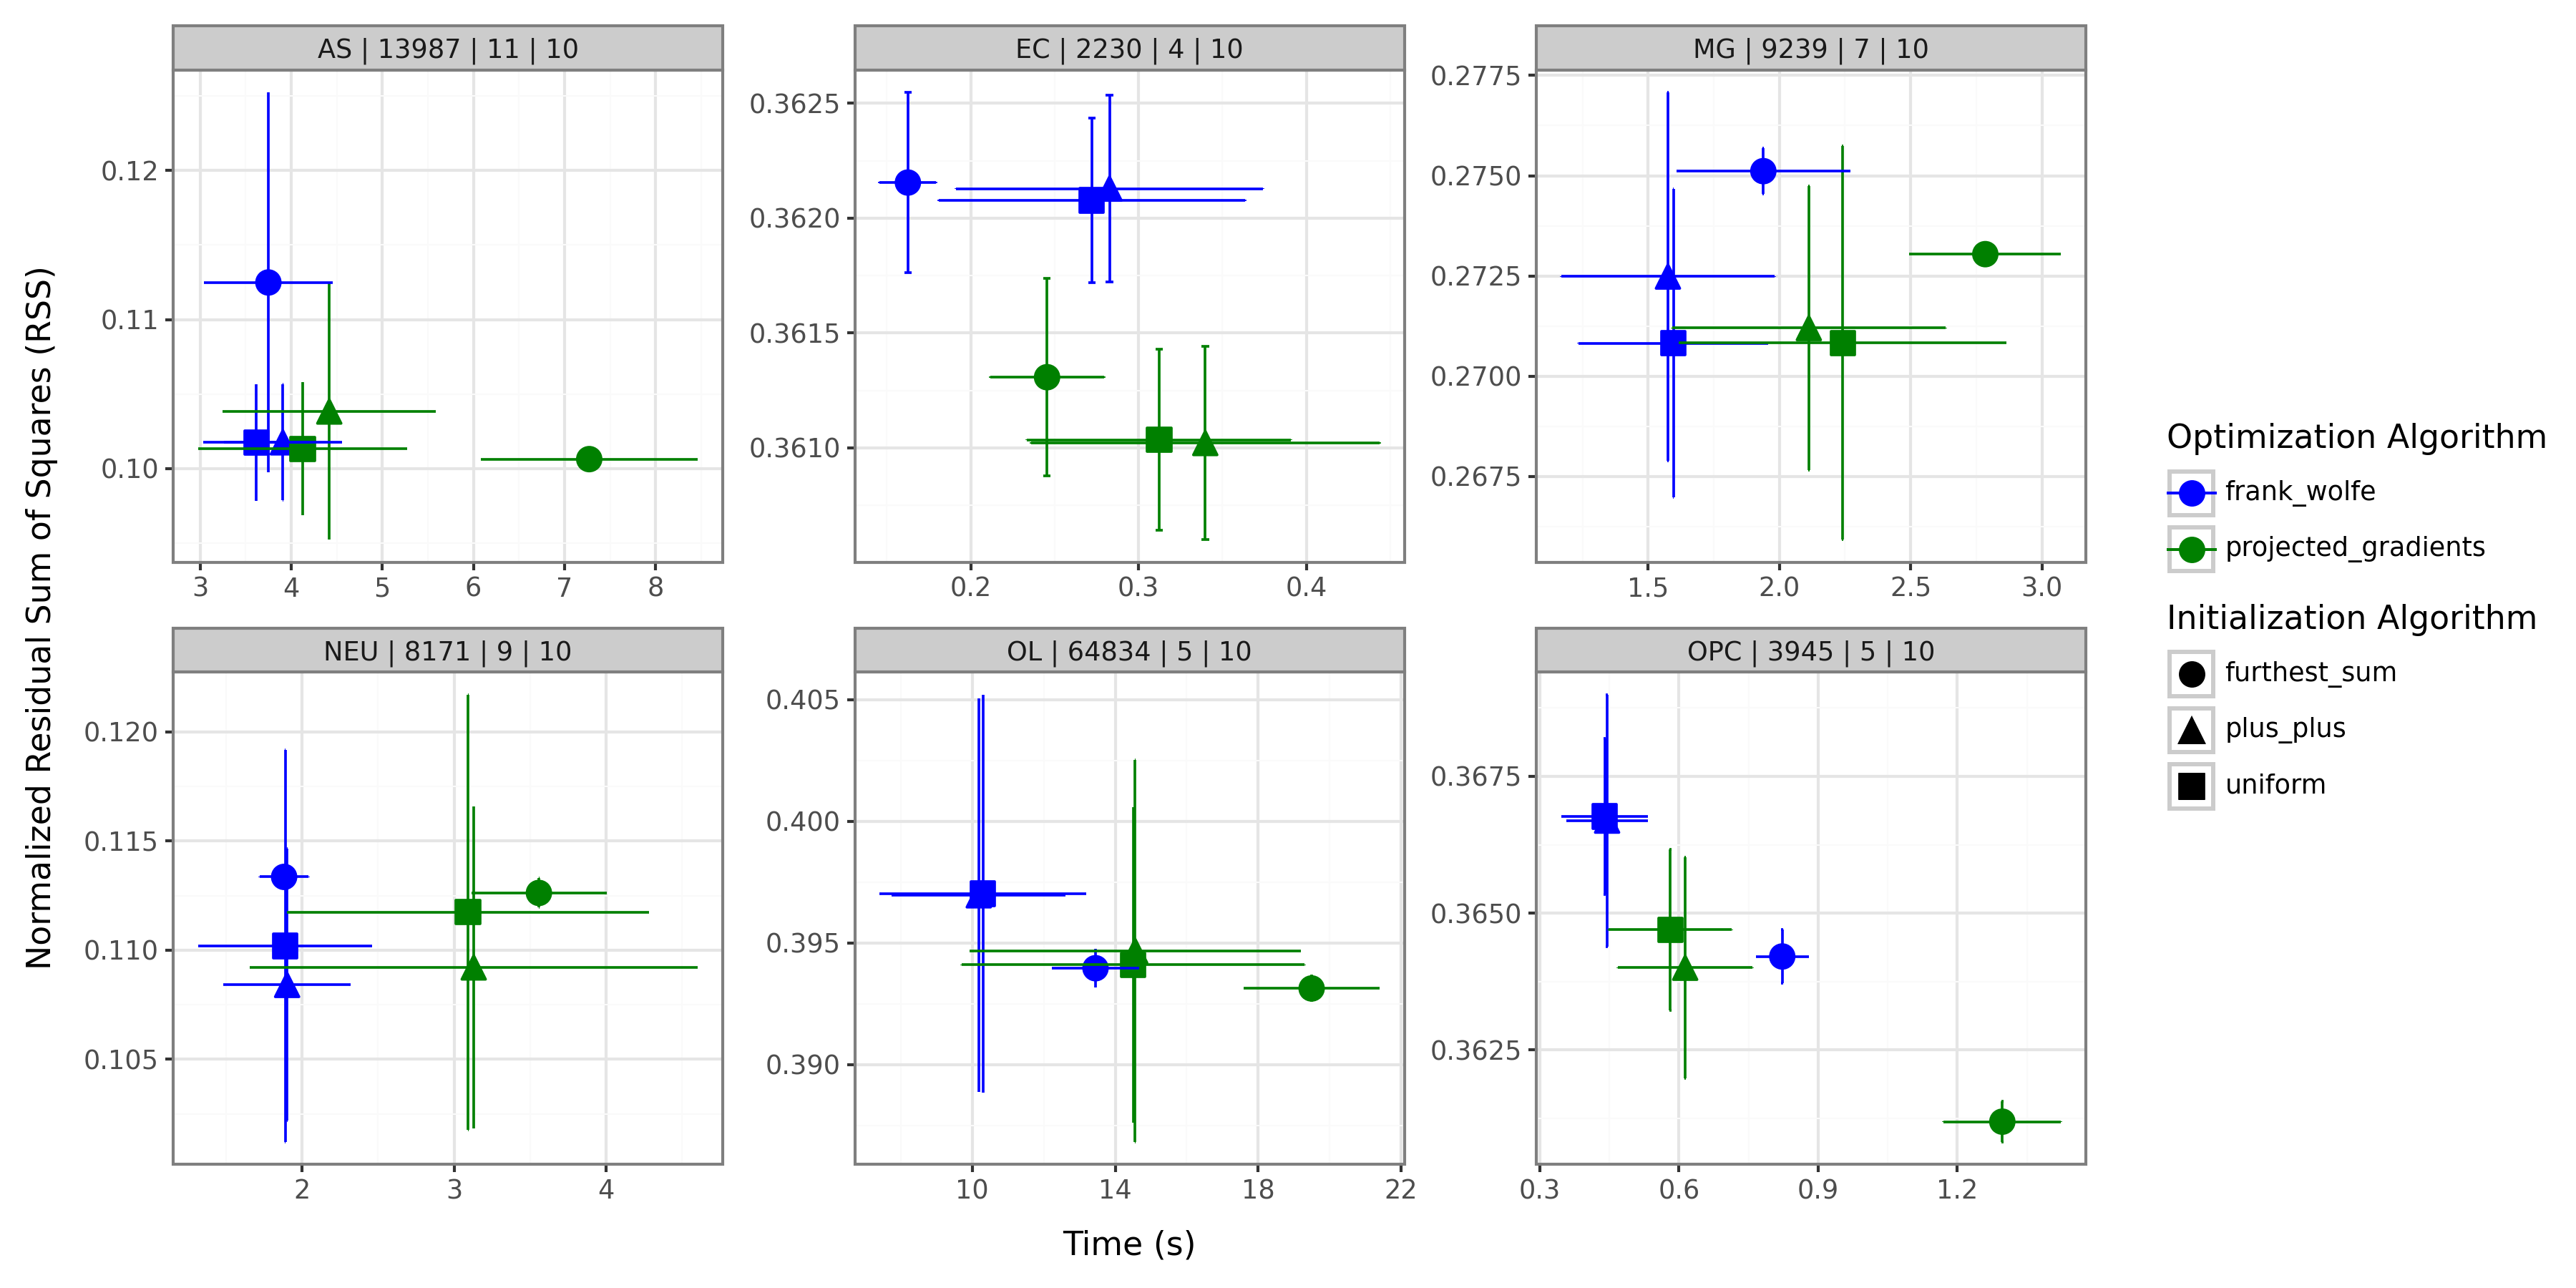 AS | 13987 | 11 | 10
EC | 2230 | 4 | 10
MG | 9239 | 7 | 10
0.12
0.11
0.10
3 4 5 6 7 8
0.3625
0.3620
0.3615
0.3610
0.2 0.3 0.4
0.2775
0.2750
0.2725
0.2700
0.2675
1.5 2.0 2.5 3.0
NEU | 8171 | 9 | 10
OL | 64834 | 5 | 10
OPC | 3945 | 5 | 10
0.120
0.115
0.110
0.105
2 3 4
0.405
0.400
0.395
0.390
10 14 18 22
0.3675
0.3650
0.3625
0.3 0.6 0.9 1.2
Normalized Residual Sum of Squares (RSS)
Time (s)
Optimization Algorithm
frank_wolfe
projected_gradients
Initialization Algorithm
furthest_sum
plus_plus
uniform